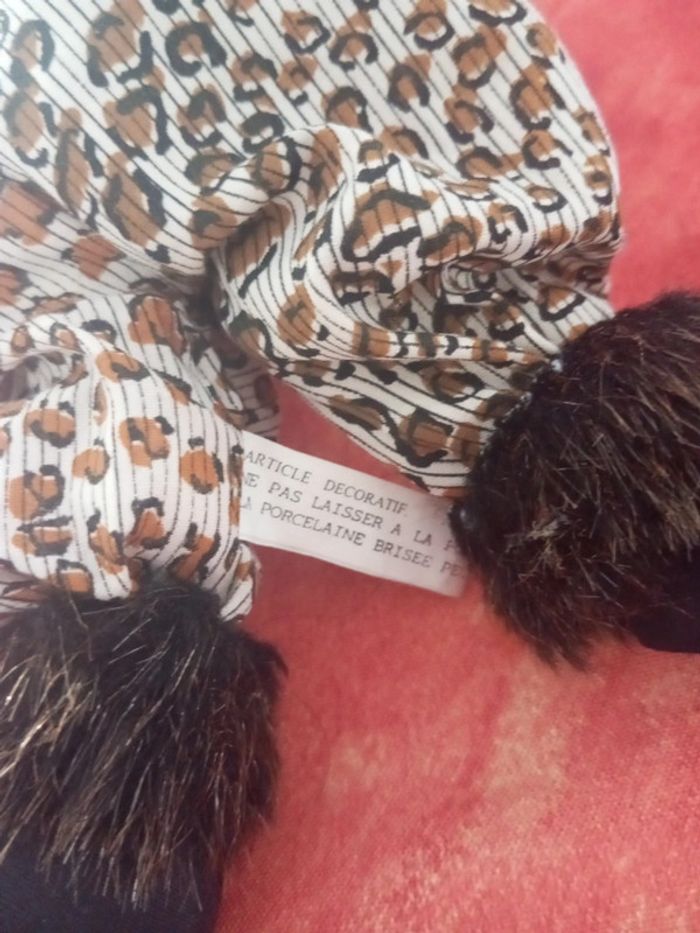 ARTICLE DECORATIF
NE PAS LAISSER A LA
LA PORCELAINE BRISEE